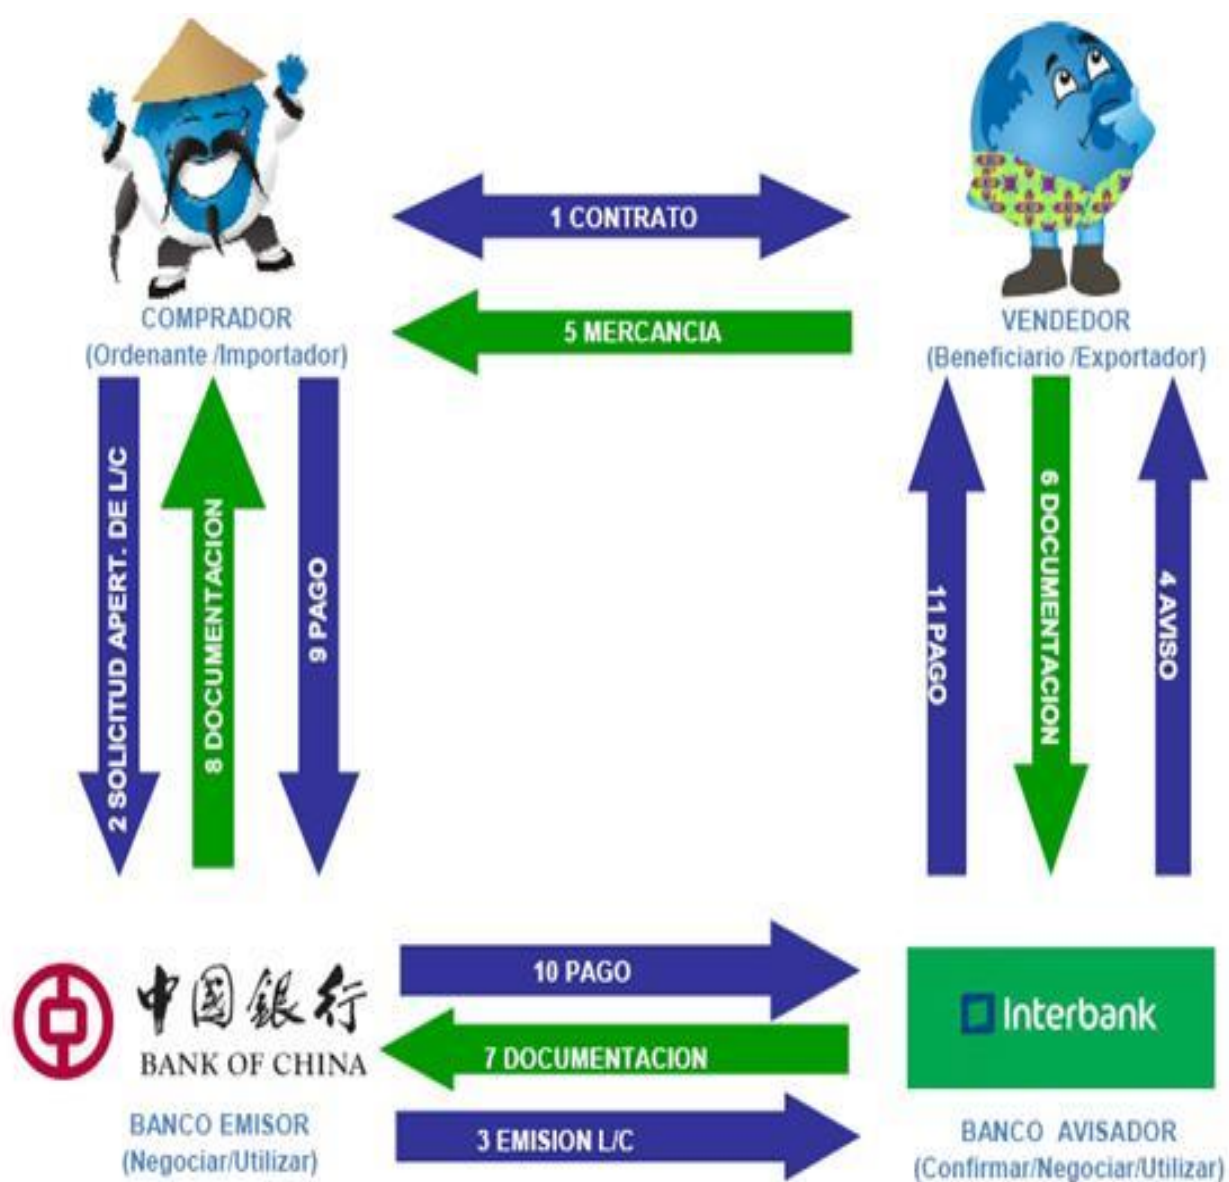 1 CONTRATO
5 MERCANCIA
COMPRADOR
(Ordenante /Importador)
VENDEDOR
(Beneficiario /Exportador)
2 SOLICITUD APERT. DE L/C
8 DOCUMENTACION
9 PAGO
11 PAGO
6 DOCUMENTACION
4 AVISO
中國銀行
BANK OF CHINA
10 PAGO
7 DOCUMENTACION
3 EMISION L/C
Interbank
BANCO EMISOR
(Negociar/Utilizar)
BANCO AVISADOR
(Confirmar/Negociar/Utilizar)